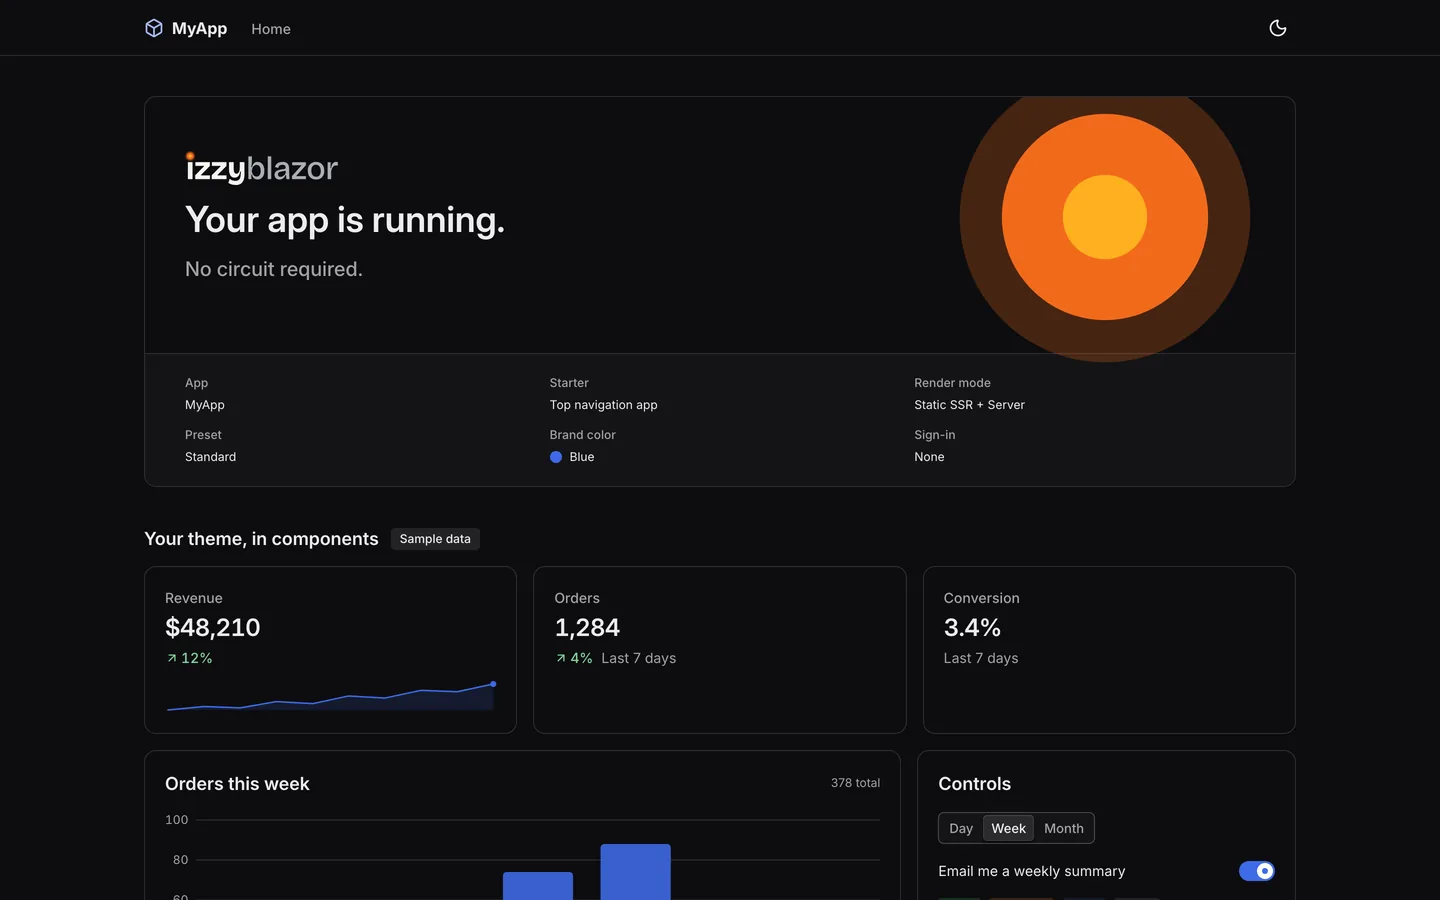 MyApp
Home
izzyblazor
Your app is running.
No circuit required.
App
MyApp
Starter
Top navigation app
Render mode
Static SSR + Server
Preset
Standard
Brand color
Blue
Sign-in
None
Your theme, in components
Sample data
Revenue
$48,210
12%
Orders
1,284
4% Last 7 days
Conversion
3.4%
Last 7 days
Orders this week
378 total
100
80
60
Controls
Day
Week
Month
Email me a weekly summary